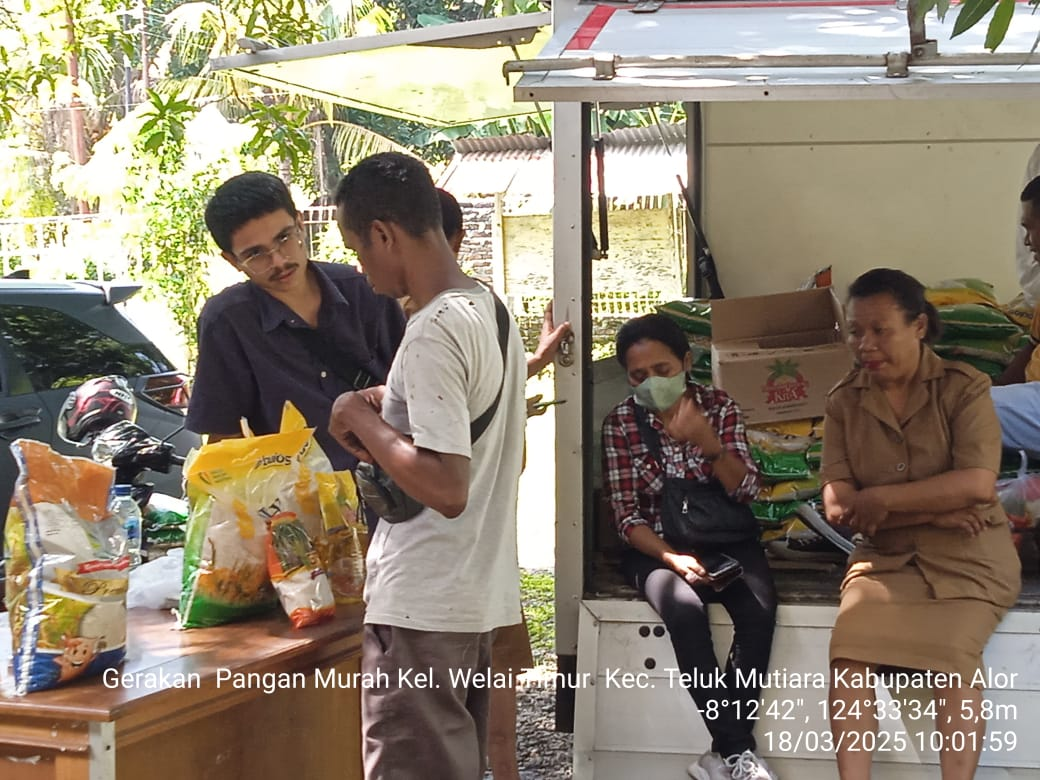 Gerakan  Pangan Murah Kel. Welai Timur  Kec. Teluk Mutiara Kabupaten Alor
-8°12'42", 124°33'34", 5,8m
18/03/2025 10:01:59